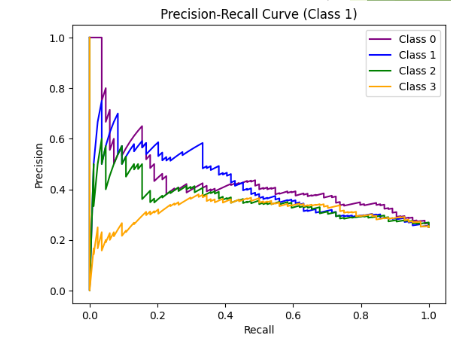 Precision-Recall Curve (Class 1)
Class 0
Class 1
Class 2
Class 3
Precision
1.0
0.8
0.6
0.4
0.2
0.0
0.0 0.2 0.4 0.6 0.8 1.0
Recall